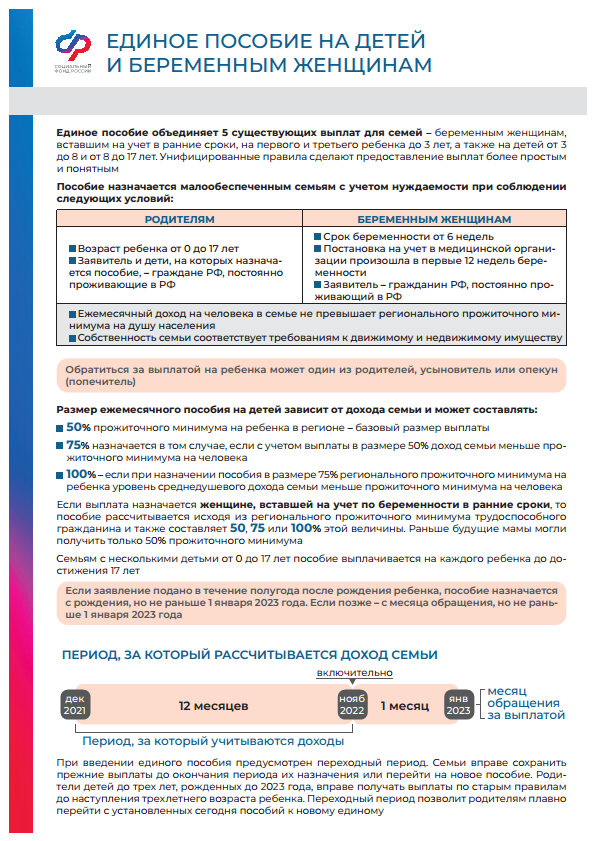 СОЦИАЛЬНЫЙ
ФОНД РОССИИ
ЕДИНОЕ ПОСОБИЕ НА ДЕТЕЙ
И БЕРЕМЕННЫМ ЖЕНЩИНАМ
Единое пособие объединяет 5 существующих выплат для семей – беременным женщинам,
вставшим на учет в ранние сроки, на первого и третьего ребенка до 3 лет, а также на детей от 3
до 8 и от 8 до 17 лет. Унифицированные правила сделают предоставление выплат более простым
и понятным
Пособие назначается малообеспеченным семьям с учетом нуждаемости при соблюдении
следующих условий:
РОДИТЕЛЯМ
Возраст ребенка от 0 до 17 лет
Заявитель и дети, на которых назнача-
ется пособие, – граждане РФ, постоянно
проживающие в РФ
БЕРЕМЕННЫМ ЖЕНЩИНАМ
Срок беременности от 6 недель
Постановка на учет в медицинской органи-
зации произошла в первые 12 недель бере-
менности
Заявитель – гражданин РФ, постоянно про-
живающий в РФ
Ежемесячный доход на человека в семье не превышает регионального прожиточного ми-
нимума на душу населения
Собственность семьи соответствует требованиям к движимому и недвижимому имуществу
Обратиться за выплатой на ребенка может один из родителей, усыновитель или опекун
(попечитель)
Размер ежемесячного пособия на детей зависит от дохода семьи и может составлять:
50% прожиточного минимума на ребенка в регионе – базовый размер выплаты
75% назначается в том случае, если с учетом выплаты в размере 50% доход семьи меньше про-
житочного минимума на человека
100% – если при назначении пособия в размере 75% регионального прожиточного минимума на
ребенка уровень среднедушевого дохода семьи меньше прожиточного минимума на человека
Если выплата назначается женщине, вставшей на учет по беременности в ранние сроки, то
пособие рассчитывается исходя из регионального прожиточного минимума трудоспособного
гражданина и также составляет 50, 75 или 100% этой величины. Раньше будущие мамы могли
получить только 50% прожиточного минимума
Семьям с несколькими детьми от 0 до 17 лет пособие выплачивается на каждого ребенка до до-
стижения 17 лет
Если заявление подано в течение полугода после рождения ребенка, пособие назначается
с рождения, но не раньше 1 января 2023 года. Если позже – с месяца обращения, но не рань-
ше 1 января 2023 года
ПЕРИОД, ЗА КОТОРЫЙ РАССЧИТЫВАЕТСЯ ДОХОД СЕМЬИ
включительно
дек
2021
12 месяцев
нояб
2022
1 месяц
янв
2023
месяц
обращения
за выплатой
Период, за который учитываются доходы
При введении единого пособия предусмотрен переходный период. Семьи вправе сохранить
прежние выплаты до окончания периода их назначения или перейти на новое пособие. Роди-
тели детей до трех лет, рожденных до 2023 года, вправе получать выплаты по старым правилам
до наступления трехлетнего возраста ребенка. Переходный период позволит родителям плавно
перейти с установленных сегодня пособий к новому единому